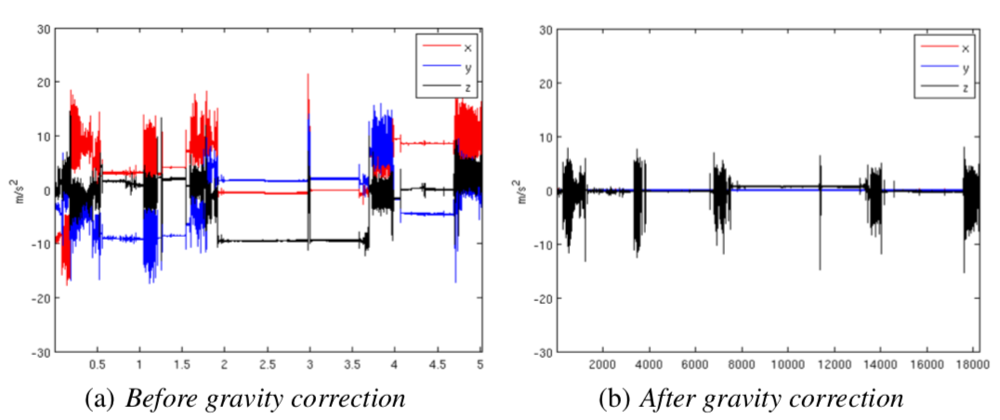 30
20
10
0
-10
-20
-30
m/s2
0.5 1 1.5 2 2.5 3 3.5 4 4.5 5
x
y
z
(a) Before gravity correction
30
20
10
0
-10
-20
-30
m/s2
2000 4000 6000 8000 10000 12000 14000 16000 18000
x
y
z
(b) After gravity correction